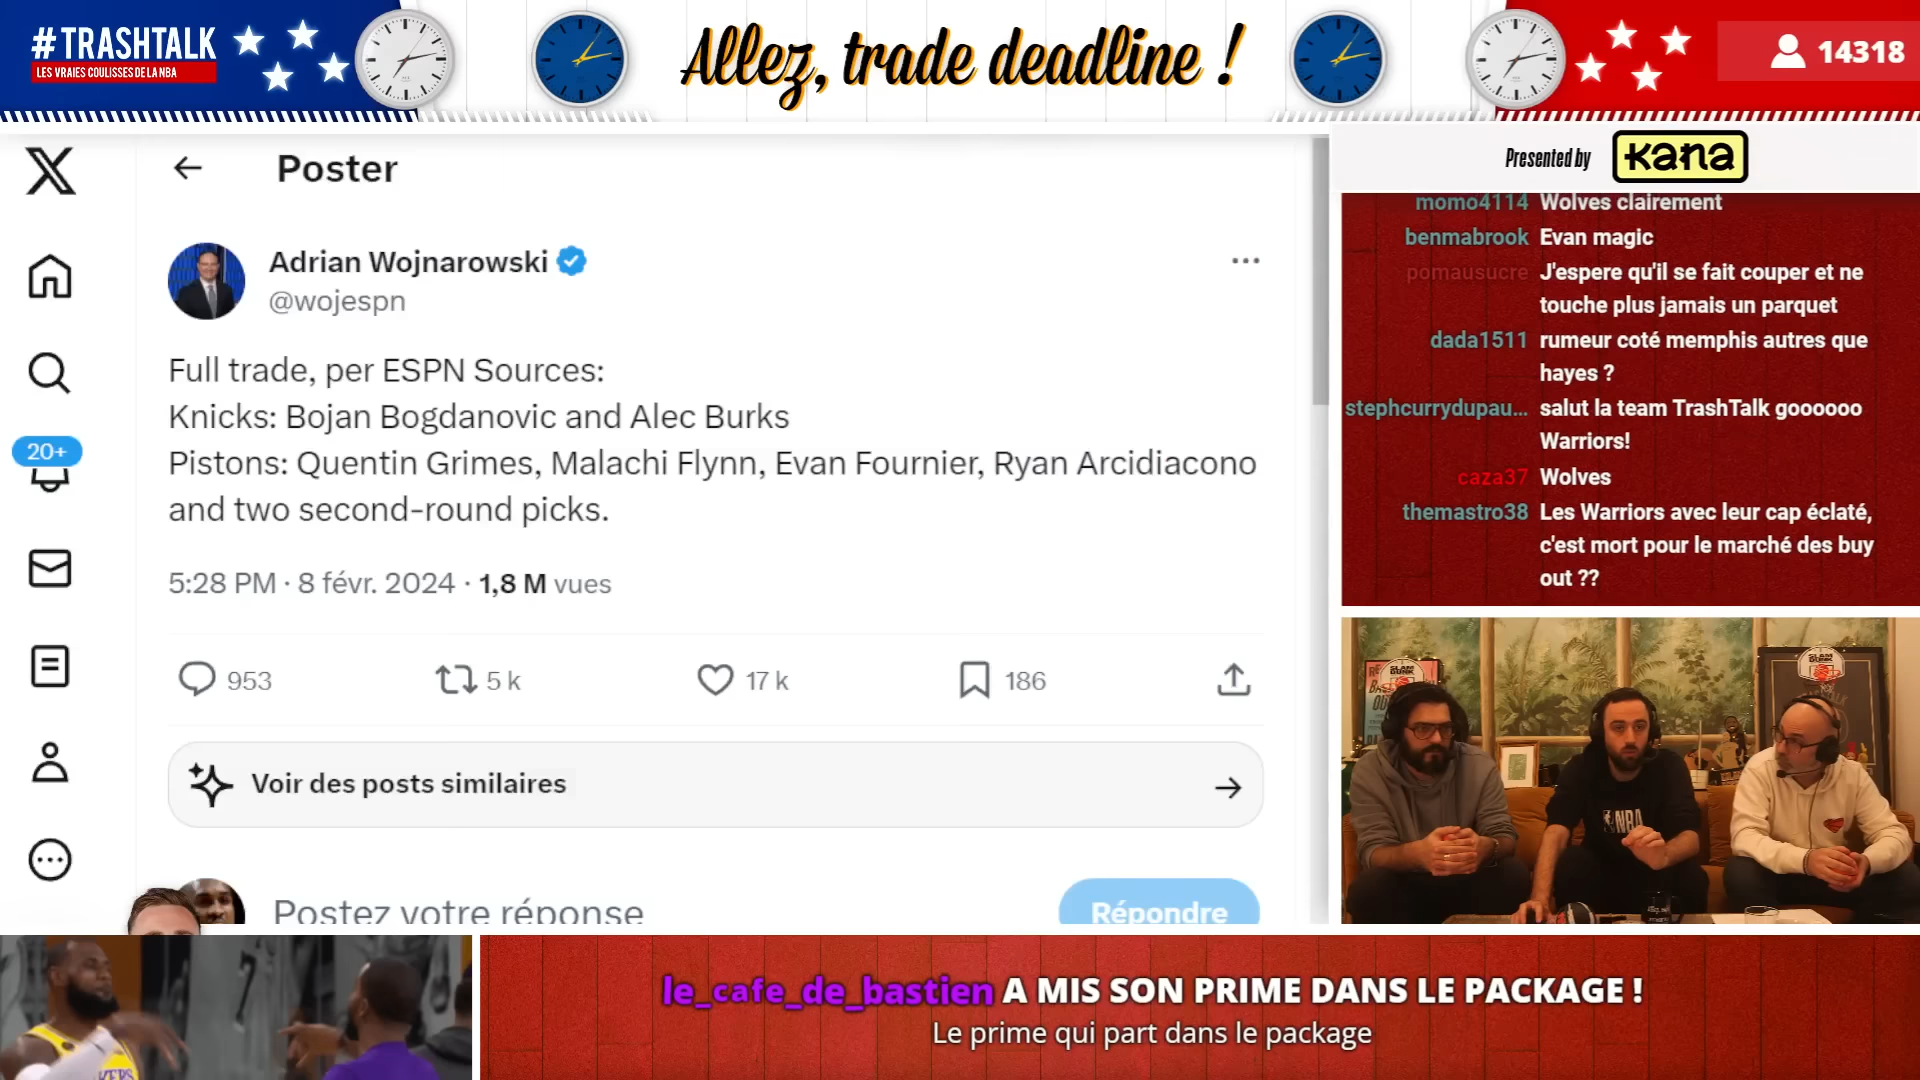 #TRASHTALK
LES VRAIES COULISSES DE LA NBA
Allez, trade deadline !
14318
Poster
Adrian Wojnarowski
@wojespn
Full trade, per ESPN Sources:
Knicks: Bojan Bogdanovic and Alec Burks
Pistons: Quentin Grimes, Malachi Flynn, Evan Fournier, Ryan Arcidiacono
and two second-round picks.
5:28 PM · 8 févr. 2024 · 1,8 M vues
953
5 k
17 k
186
Voir des posts similaires
Postez votre réponse
Répondre
20+
Presented by kana
momo4114 Wolves clairement
benmabrook Evan magic
pomausucre J'espere qu'il se fait couper et ne
touche plus jamais un parquet
dada1511 rumeur coté memphis autres que
hayes ?
stephcurrydupau... salut la team TrashTalk goooooo
Warriors!
caza37 Wolves
themastro38 Les Warriors avec leur cap éclaté,
c'est mort pour le marché des buy
out ??
SLAM
DUNK
SLAM
DUNK
NBA
le_cafe_de_bastien A MIS SON PRIME DANS LE PACKAGE !
Le prime qui part dans le package